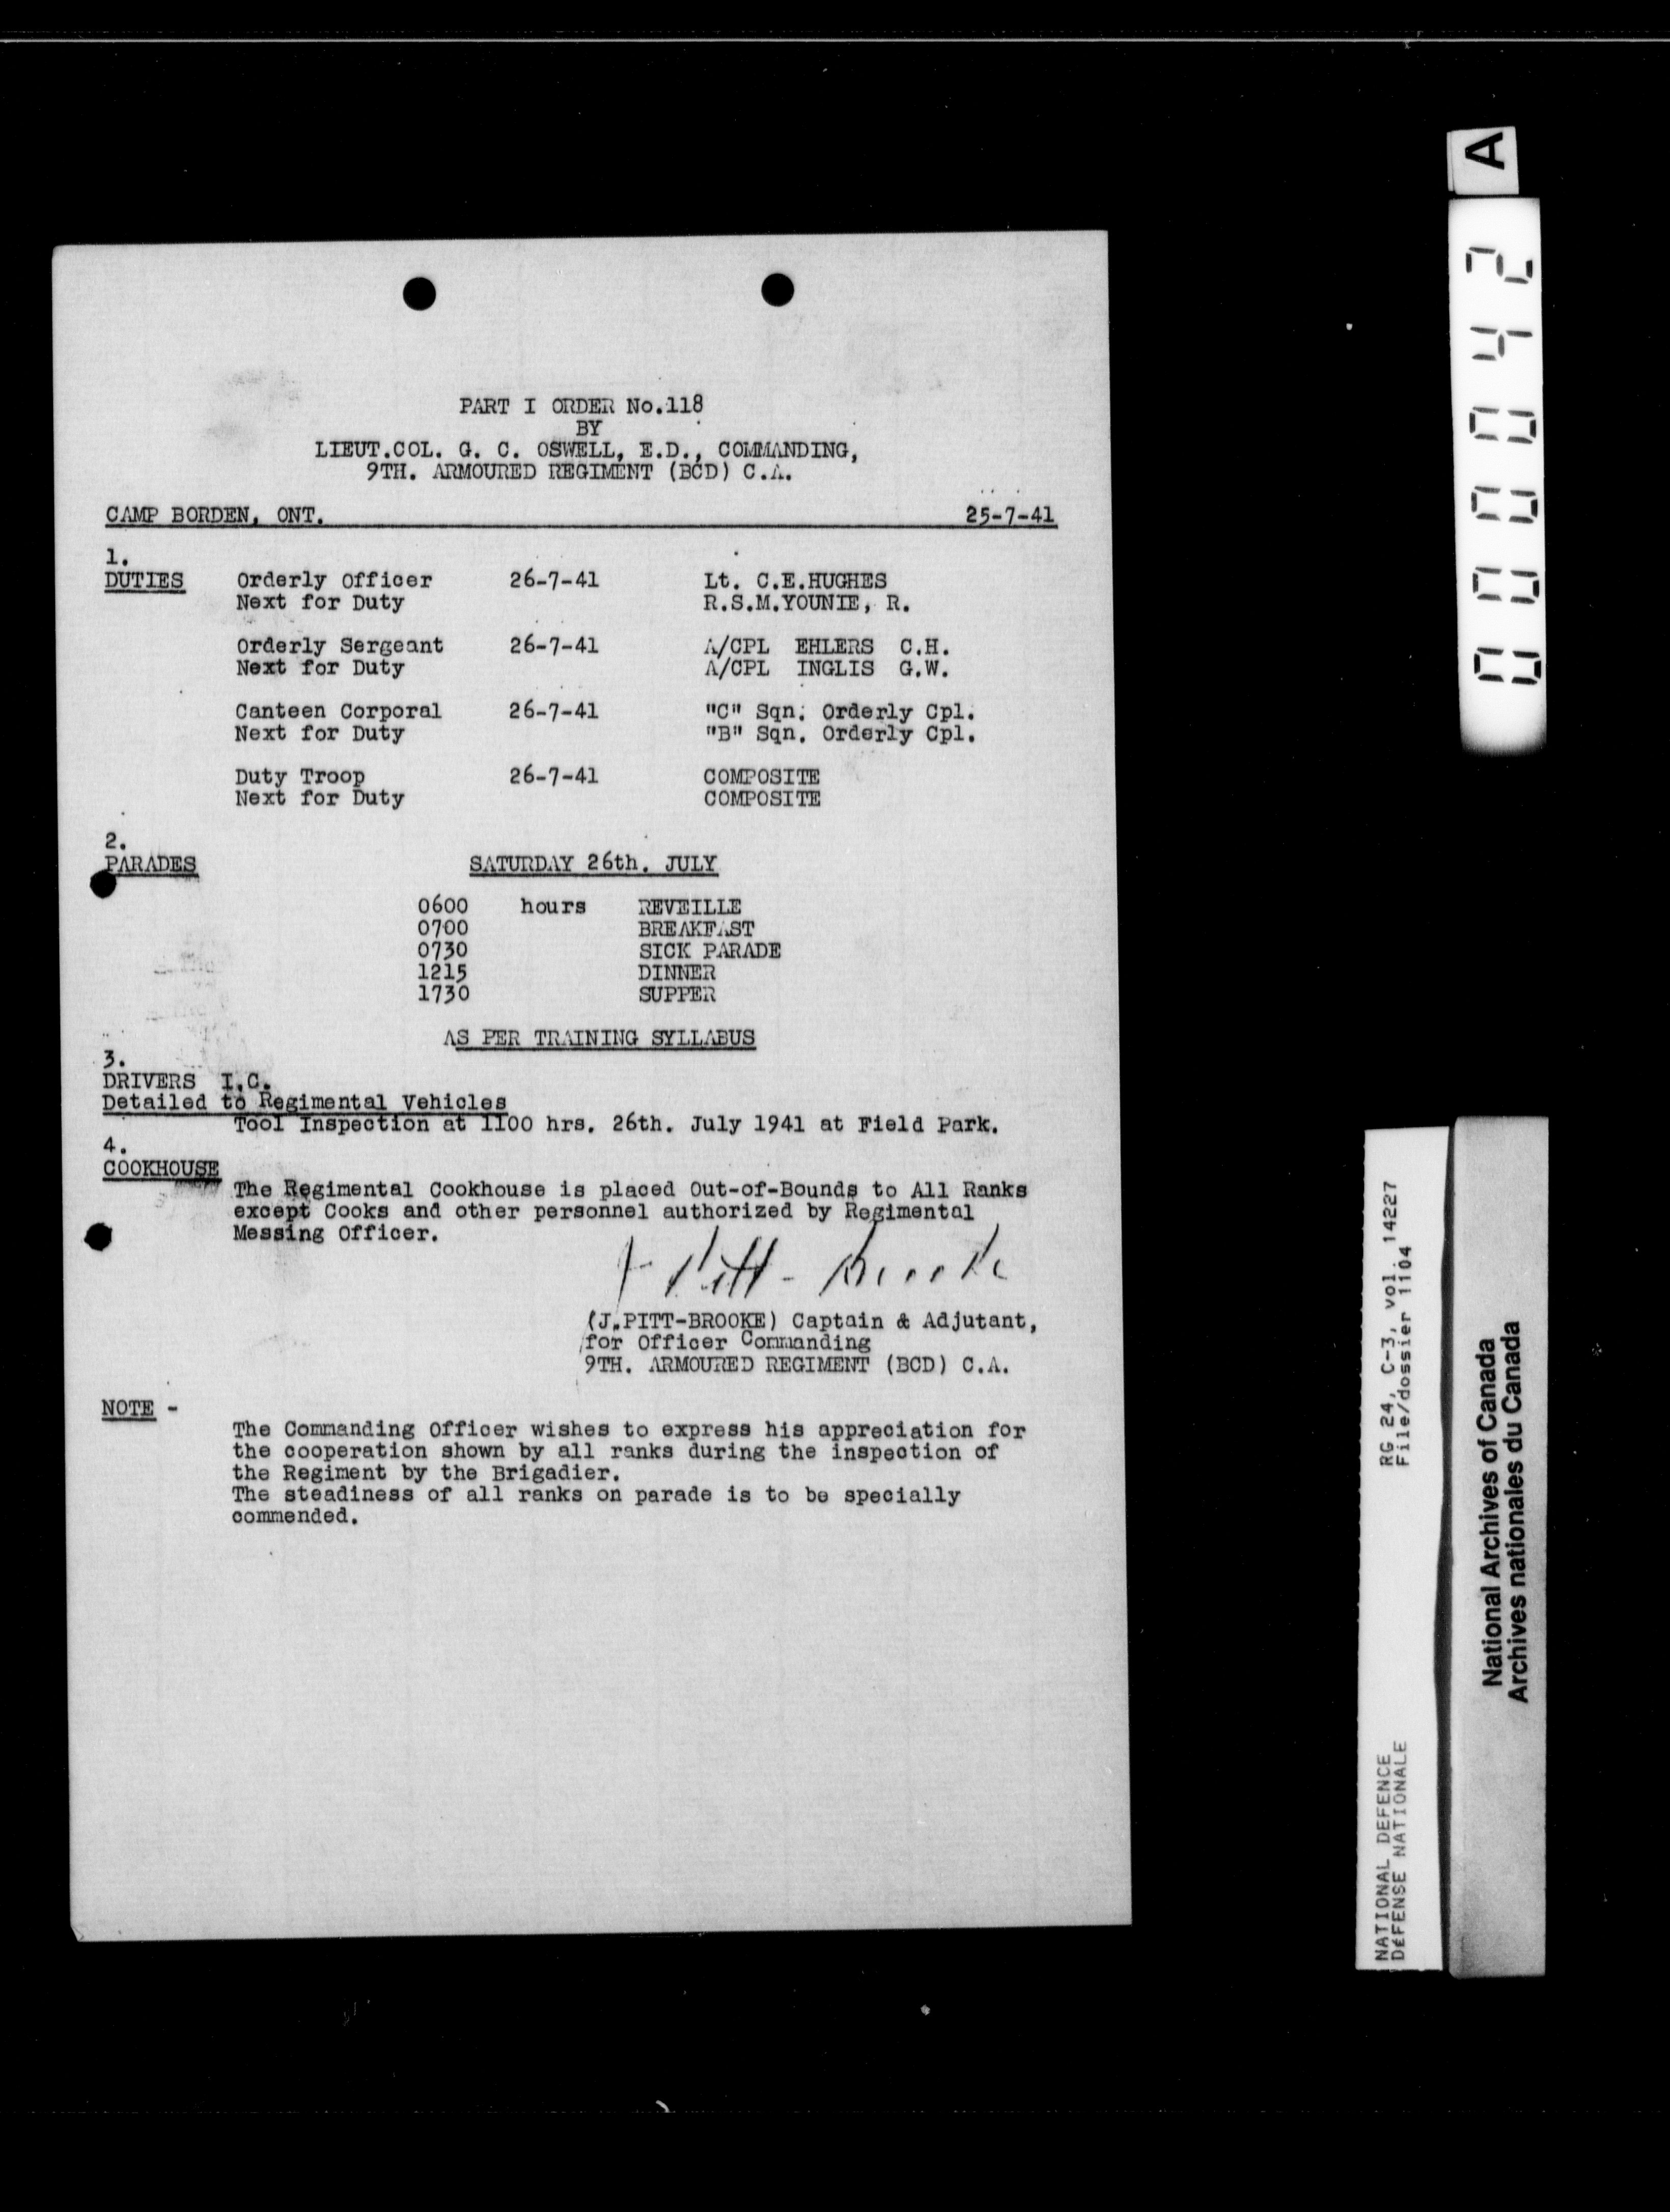 PART I ORDER No.118
BY
LIEUT.COL. G. C. OSWELL, E.D., COMMANDING,
9TH. ARMOURED REGIMENT (BCD) C.A.
CAMP BORDEN, ONT. 25-7-41
1.
DUTIES Orderly Officer 26-7-41 Lt. C.E.HUGHES
Next for Duty R.S.M.YOUNIE, R.
Orderly Sergeant 26-7-41 A/CPL EHLERS C.H.
Next for Duty A/CPL INGLIS G.W.
Canteen Corporal 26-7-41 "C" Sqn. Orderly Cpl.
Next for Duty "B" Sqn. Orderly Cpl.
Duty Troop 26-7-41 COMPOSITE
Next for Duty COMPOSITE
2.
PARADES SATURDAY 26th. JULY
0600 hours REVEILLE
0700 BREAKFAST
0730 SICK PARADE
1215 DINNER
1730 SUPPER
AS PER TRAINING SYLLABUS
3.
DRIVERS I.C.
Detailed to Regimental Vehicles
Tool Inspection at 1100 hrs. 26th. July 1941 at Field Park.
4.
COOKHOUSE
The Regimental Cookhouse is placed Out-of-Bounds to All Ranks
except Cooks and other personnel authorized by Regimental
Messing Officer.
J Pitt-Brooke
(J.PITT-BROOKE) Captain & Adjutant,
for Officer Commanding
9TH. ARMOURED REGIMENT (BCD) C.A.
NOTE -
The Commanding Officer wishes to express his appreciation for
the cooperation shown by all ranks during the inspection of
the Regiment by the Brigadier.
The steadiness of all ranks on parade is to be specially
commended.
000042 A
NATIONAL DEFENCE RG 24, C-3, vol. 14227
DÉFENSE NATIONALE File/dossier 1104
National Archives of Canada
Archives nationales du Canada